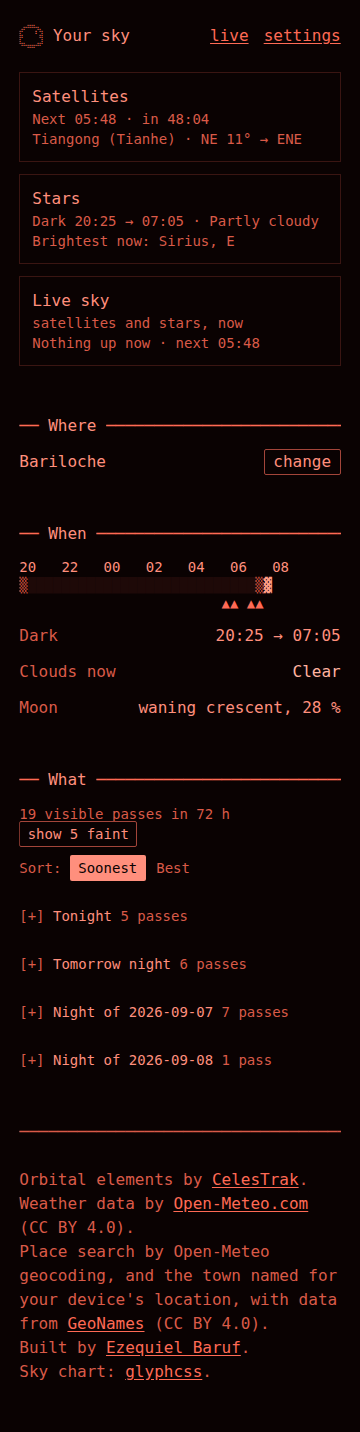 Your sky live settings
Satellites
Next 05:48 · in 48:04
Tiangong (Tianhe) · NE 11° → ENE
Stars
Dark 20:25 → 07:05 · Partly cloudy
Brightest now: Sirius, E
Live sky
satellites and stars, now
Nothing up now · next 05:48
Where
Bariloche change
When
20 22 00 02 04 06 08
▲▲ ▲▲
Dark 20:25 → 07:05
Clouds now Clear
Moon waning crescent, 28 %
What
19 visible passes in 72 h
show 5 faint
Sort: Soonest Best
[+] Tonight 5 passes
[+] Tomorrow night 6 passes
[+] Night of 2026-09-07 7 passes
[+] Night of 2026-09-08 1 pass
Orbital elements by CelesTrak.
Weather data by Open-Meteo.com
(CC BY 4.0).
Place search by Open-Meteo
geocoding, and the town named for
your device's location, with data
from GeoNames (CC BY 4.0).
Built by Ezequiel Baruf.
Sky chart: glyphcss.